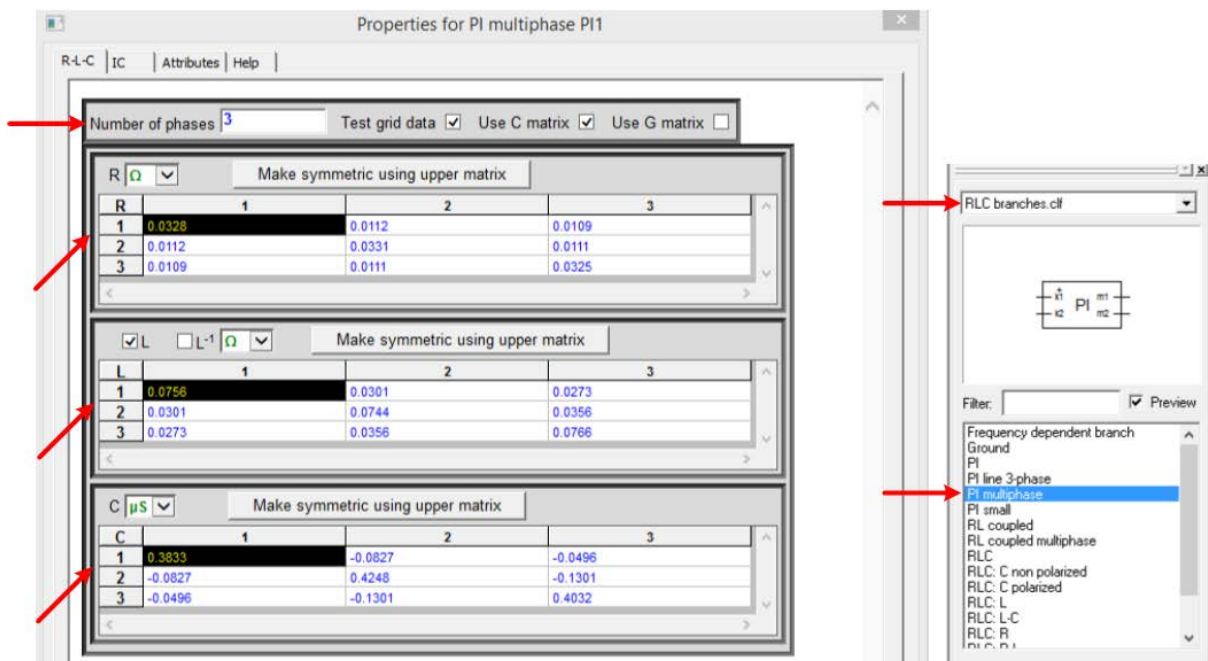 Properties for PI multiphase PI1
x
R-L-C IC Attributes Help
Number of phases 3 Test grid data Use C matrix Use G matrix
R Ω Make symmetric using upper matrix
R 1 2 3
1 0.0328 0.0112 0.0109
2 0.0112 0.0331 0.0111
3 0.0109 0.0111 0.0325
L L-1 Ω Make symmetric using upper matrix
L 1 2 3
1 0.0756 0.0301 0.0273
2 0.0301 0.0744 0.0356
3 0.0273 0.0356 0.0766
C µS Make symmetric using upper matrix
C 1 2 3
1 0.3833 -0.0827 -0.0496
2 -0.0827 0.4248 -0.1301
3 -0.0496 -0.1301 0.4032
RLC branches.clf
+
k1 PI m1
k2 m2
Filter: Preview
Frequency dependent branch
Ground
PI
PI line 3-phase
PI multiphase
PI small
RL coupled
RL coupled multiphase
RLC
RLC: C non polarized
RLC: C polarized
RLC: L
RLC: L-C
RLC: R